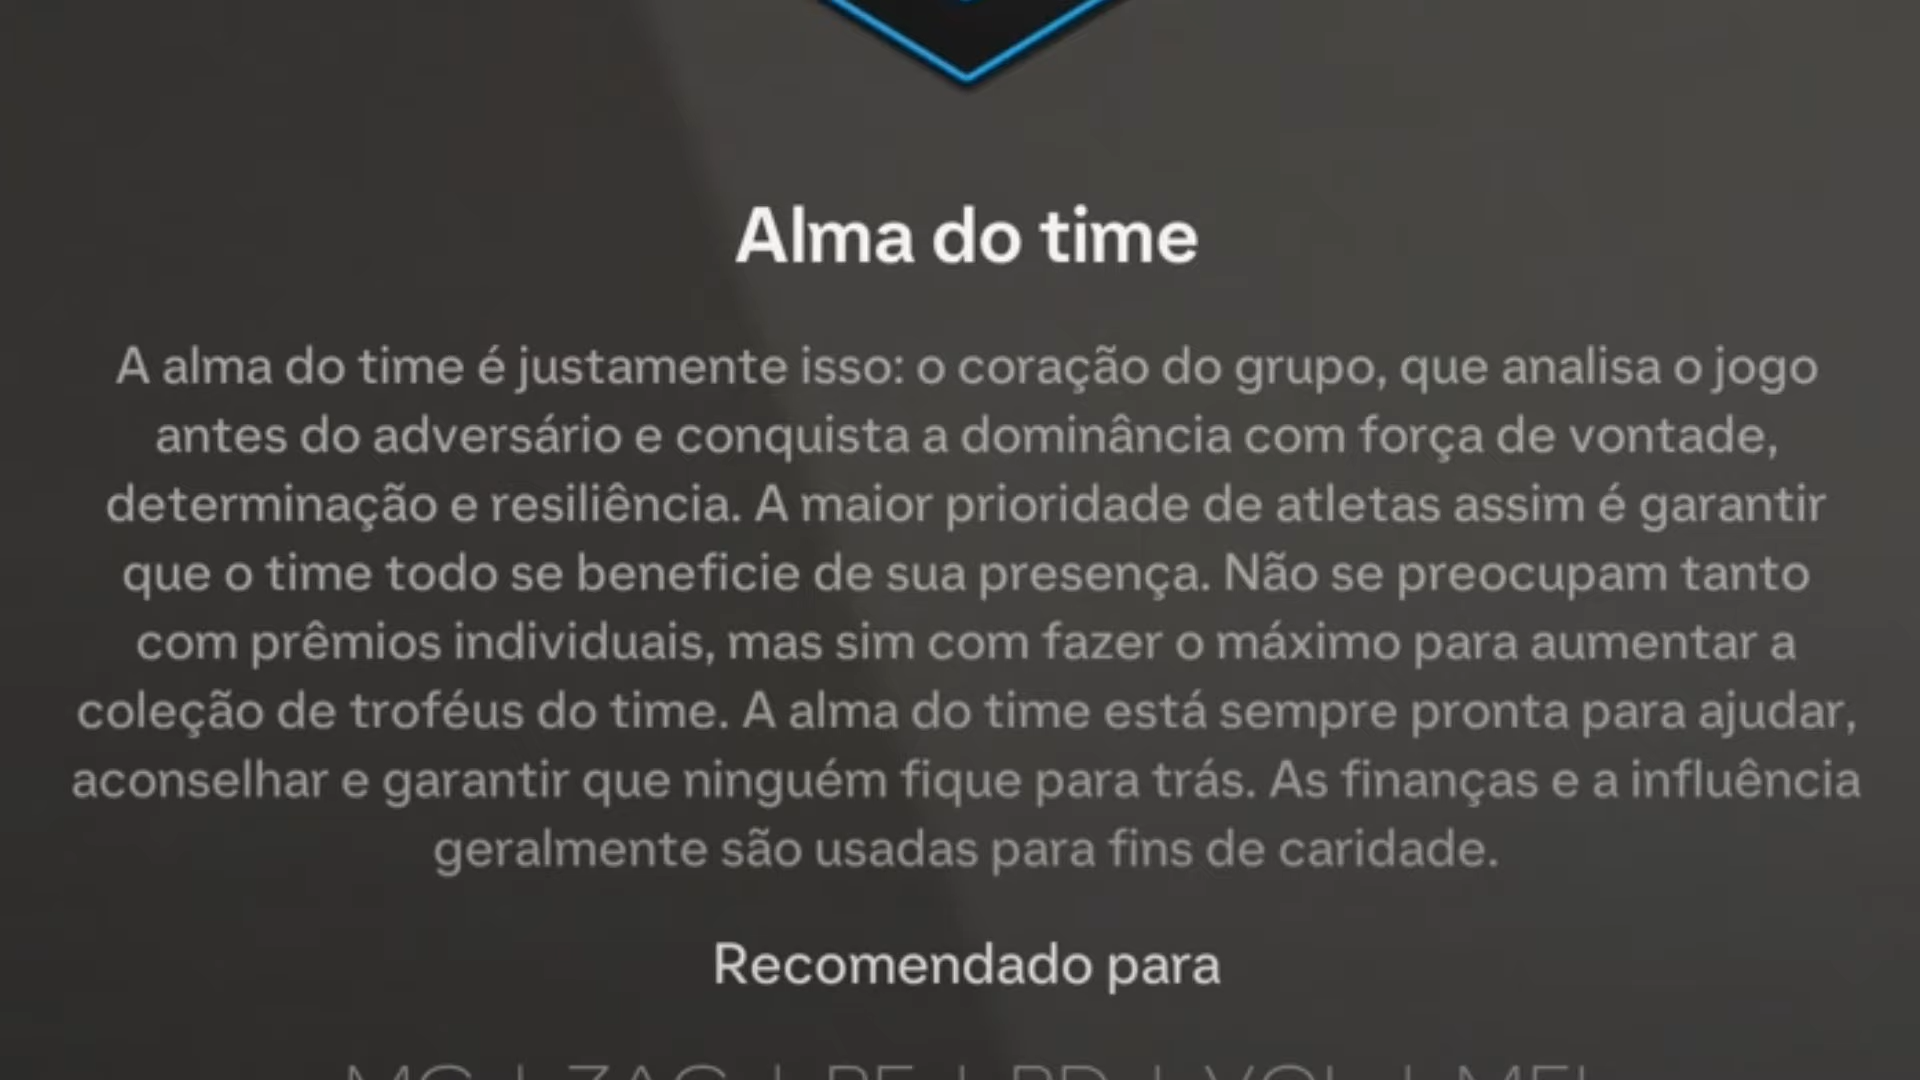 Alma do time
A alma do time é justamente isso: o coração do grupo, que analisa o jogo
antes do adversário e conquista a dominância com força de vontade,
determinação e resiliência. A maior prioridade de atletas assim é garantir
que o time todo se beneficie de sua presença. Não se preocupam tanto
com prêmios individuais, mas sim com fazer o máximo para aumentar a
coleção de troféus do time. A alma do time está sempre pronta para ajudar,
aconselhar e garantir que ninguém fique para trás. As finanças e a influência
geralmente são usadas para fins de caridade.
Recomendado para